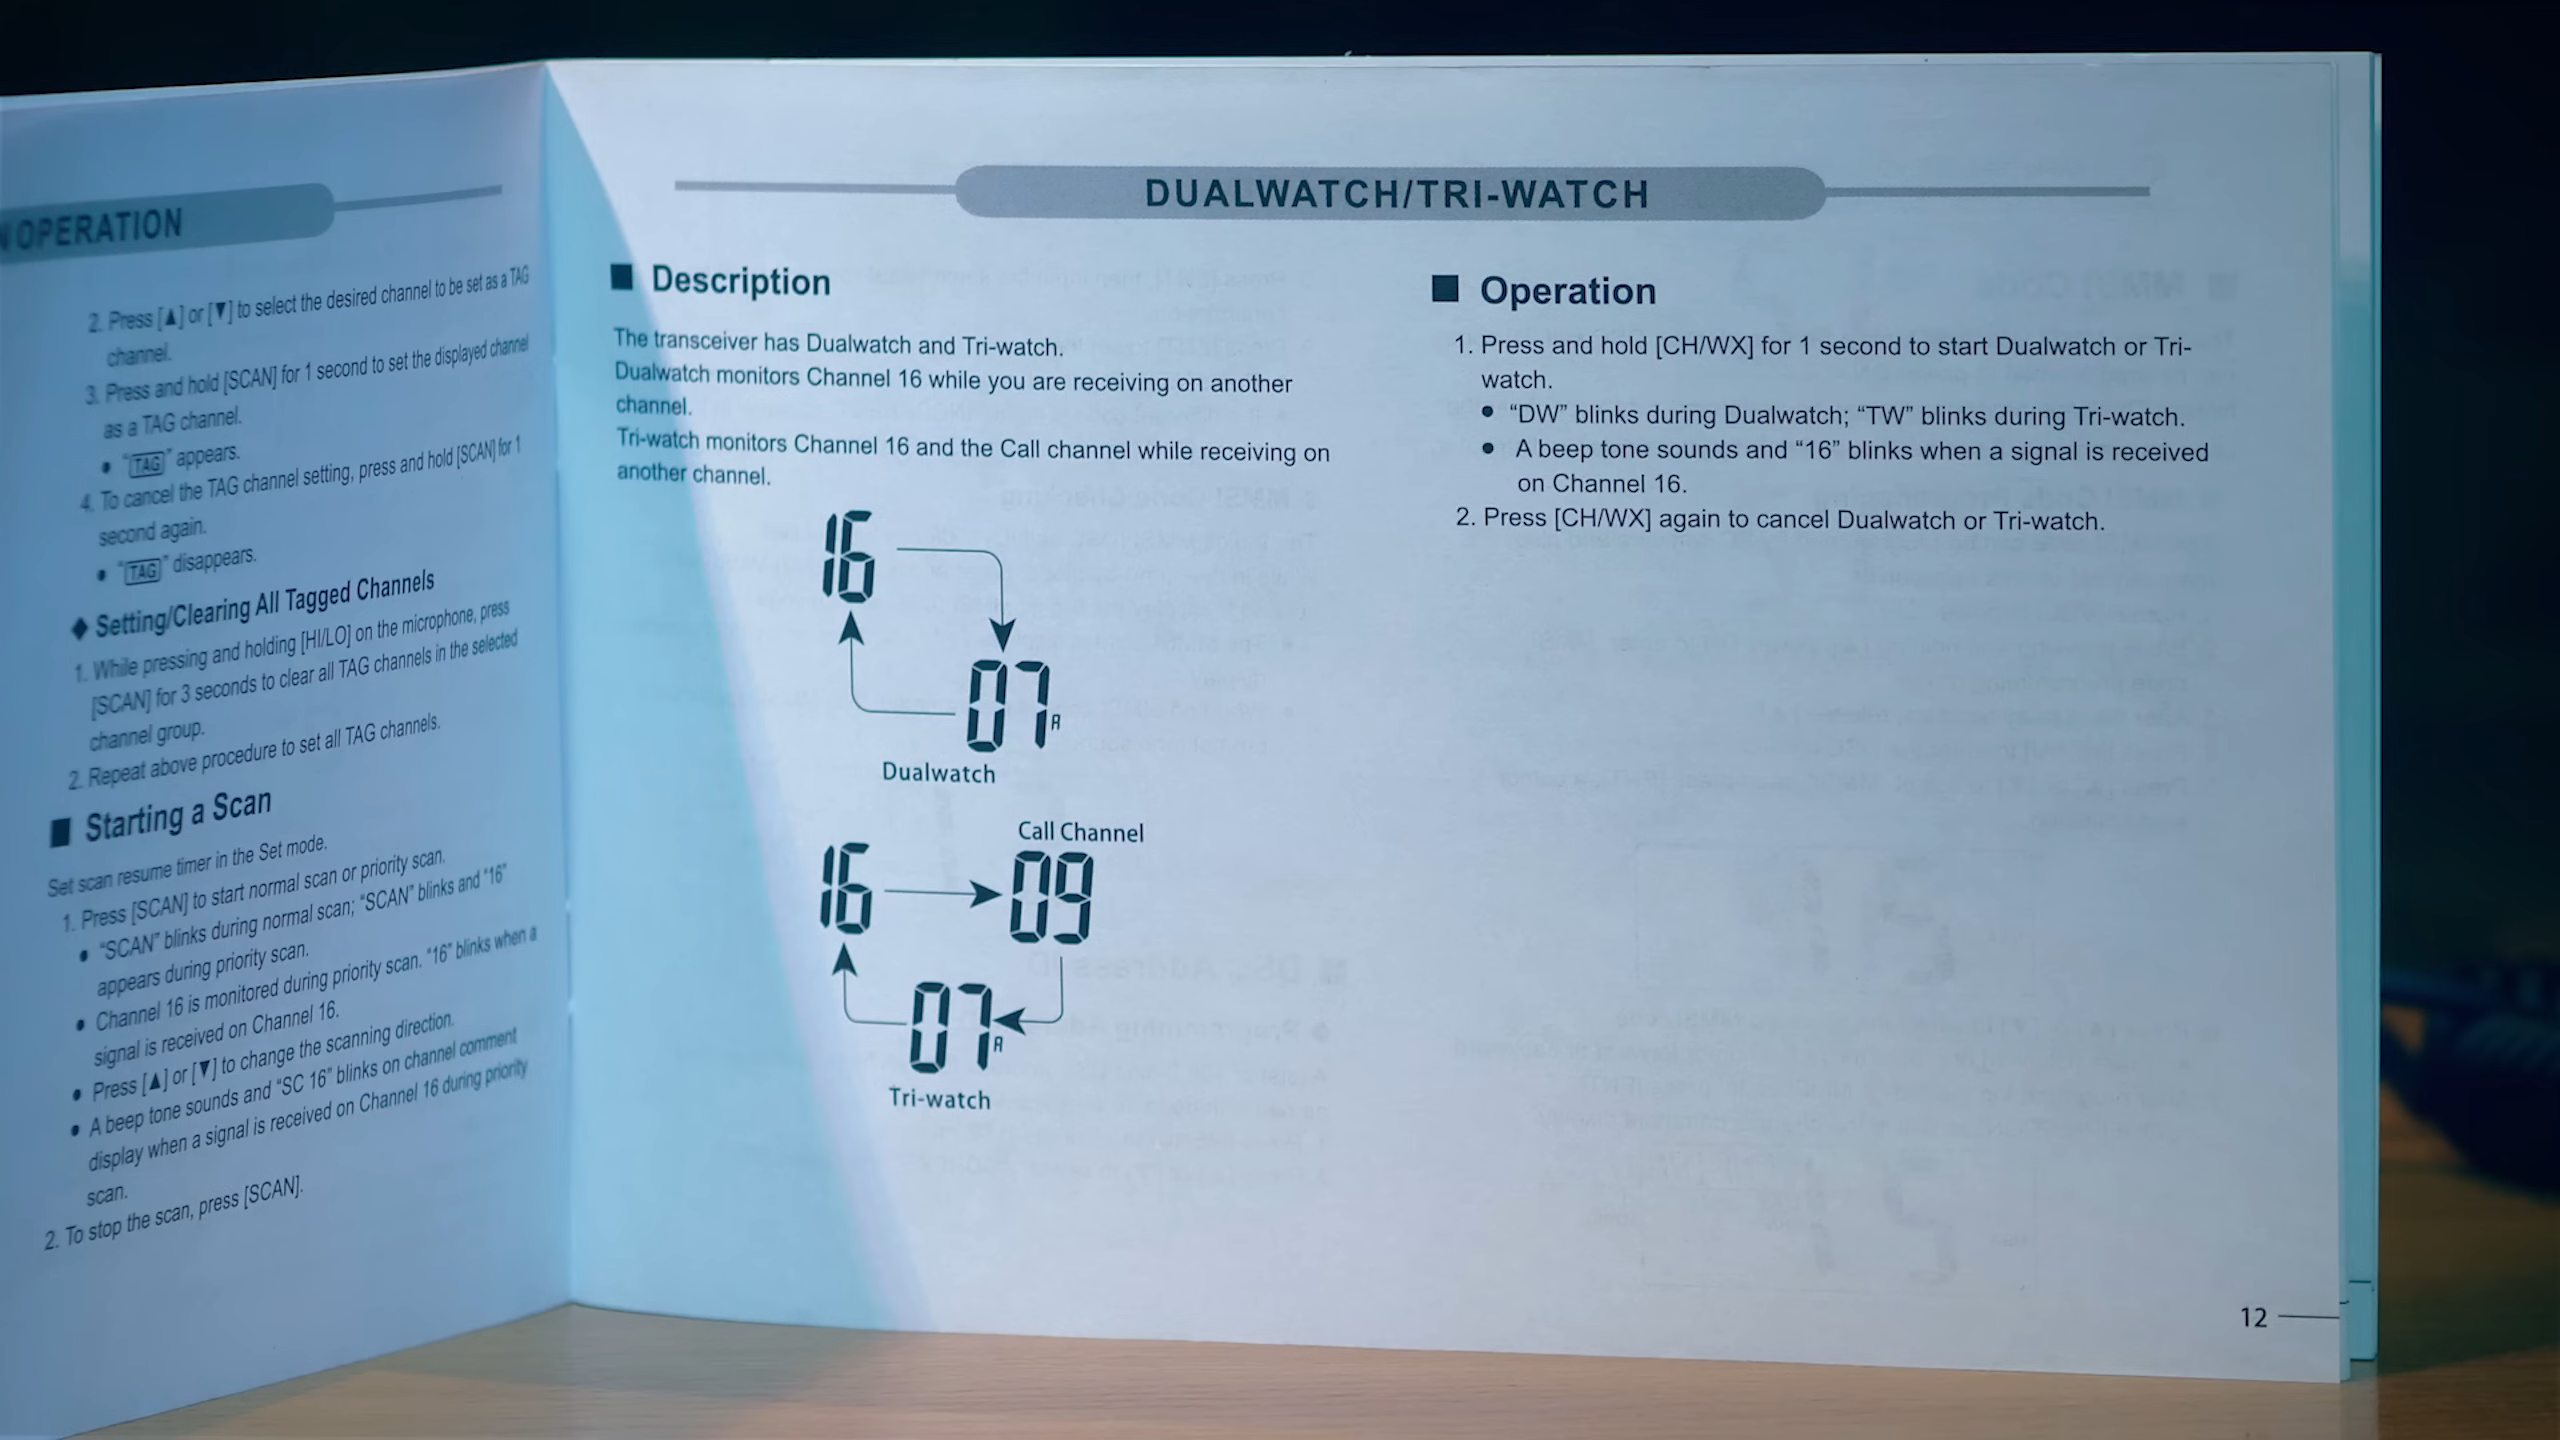 N OPERATION
2. Press [▲] or [▼] to select the desired channel to be set as a TAG
channel.
3. Press and hold [SCAN] for 1 second to set the displayed channel
as a TAG channel.
● “TAG” appears.
4. To cancel the TAG channel setting, press and hold [SCAN] for 1
second again.
● “TAG” disappears.
◆ Setting/Clearing All Tagged Channels
1. While pressing and holding [HI/LO] on the microphone, press
[SCAN] for 3 seconds to clear all TAG channels in the selected
channel group.
2. Repeat above procedure to set all TAG channels.
■ Starting a Scan
Set scan resume timer in the Set mode.
1. Press [SCAN] to start normal scan or priority scan.
● “SCAN” blinks during normal scan; “SCAN” blinks and “16”
appears during priority scan.
● Channel 16 is monitored during priority scan. “16” blinks when a
signal is received on Channel 16.
● Press [▲] or [▼] to change the scanning direction.
● A beep tone sounds and “SC 16” blinks on channel comment
display when a signal is received on Channel 16 during priority
scan.
2. To stop the scan, press [SCAN].
DUALWATCH/TRI-WATCH
■ Description
The transceiver has Dualwatch and Tri-watch.
Dualwatch monitors Channel 16 while you are receiving on another
channel.
Tri-watch monitors Channel 16 and the Call channel while receiving on
another channel.
16
07 A
Dualwatch
Call Channel
16 09
07 A
Tri-watch
■ Operation
1. Press and hold [CH/WX] for 1 second to start Dualwatch or Tri-
watch.
● “DW” blinks during Dualwatch; “TW” blinks during Tri-watch.
● A beep tone sounds and “16” blinks when a signal is received
on Channel 16.
2. Press [CH/WX] again to cancel Dualwatch or Tri-watch.
12